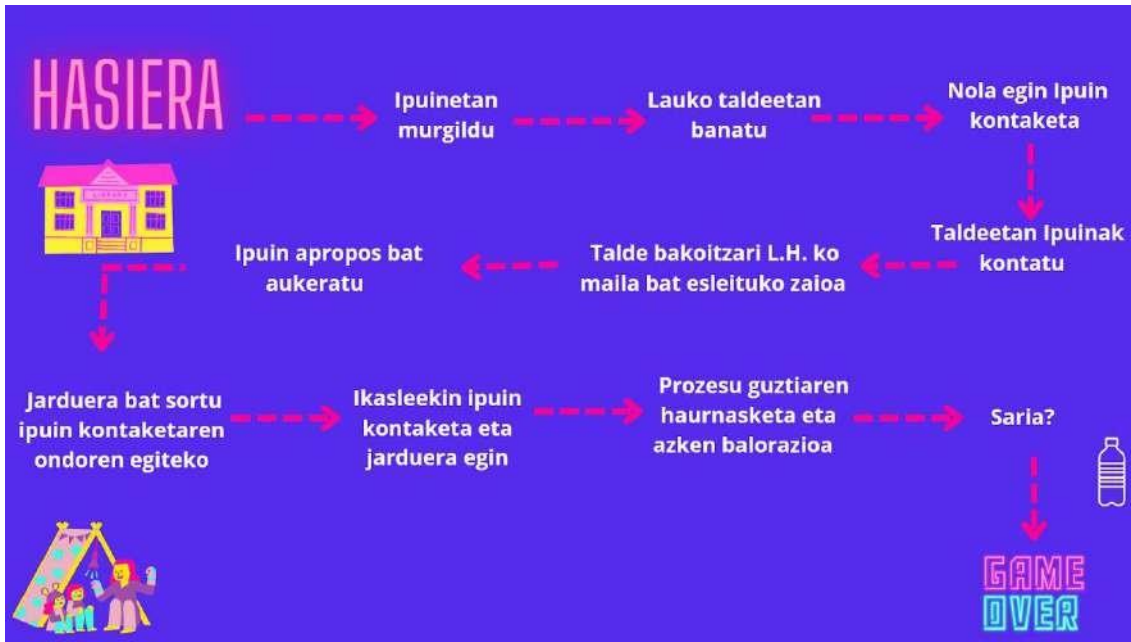 HASIERA
Ipuinetan
murgildu
Lauko taldeetan
banatu
Nola egin Ipuin
kontaketa
Taldeetan Ipuinak
kontatu
Talde bakoitzari L.H. ko
maila bat esleituko zaioa
Ipuin apropos bat
aukeratu
LIBRARY
Jarduera bat sortu
ipuin kontaketaren
ondoren egiteko
Ikasleekin ipuin
kontaketa eta
jarduera egin
Prozesu guztiaren
haurnasketa eta
azken balorazioa
Saria?
GAME
OVER